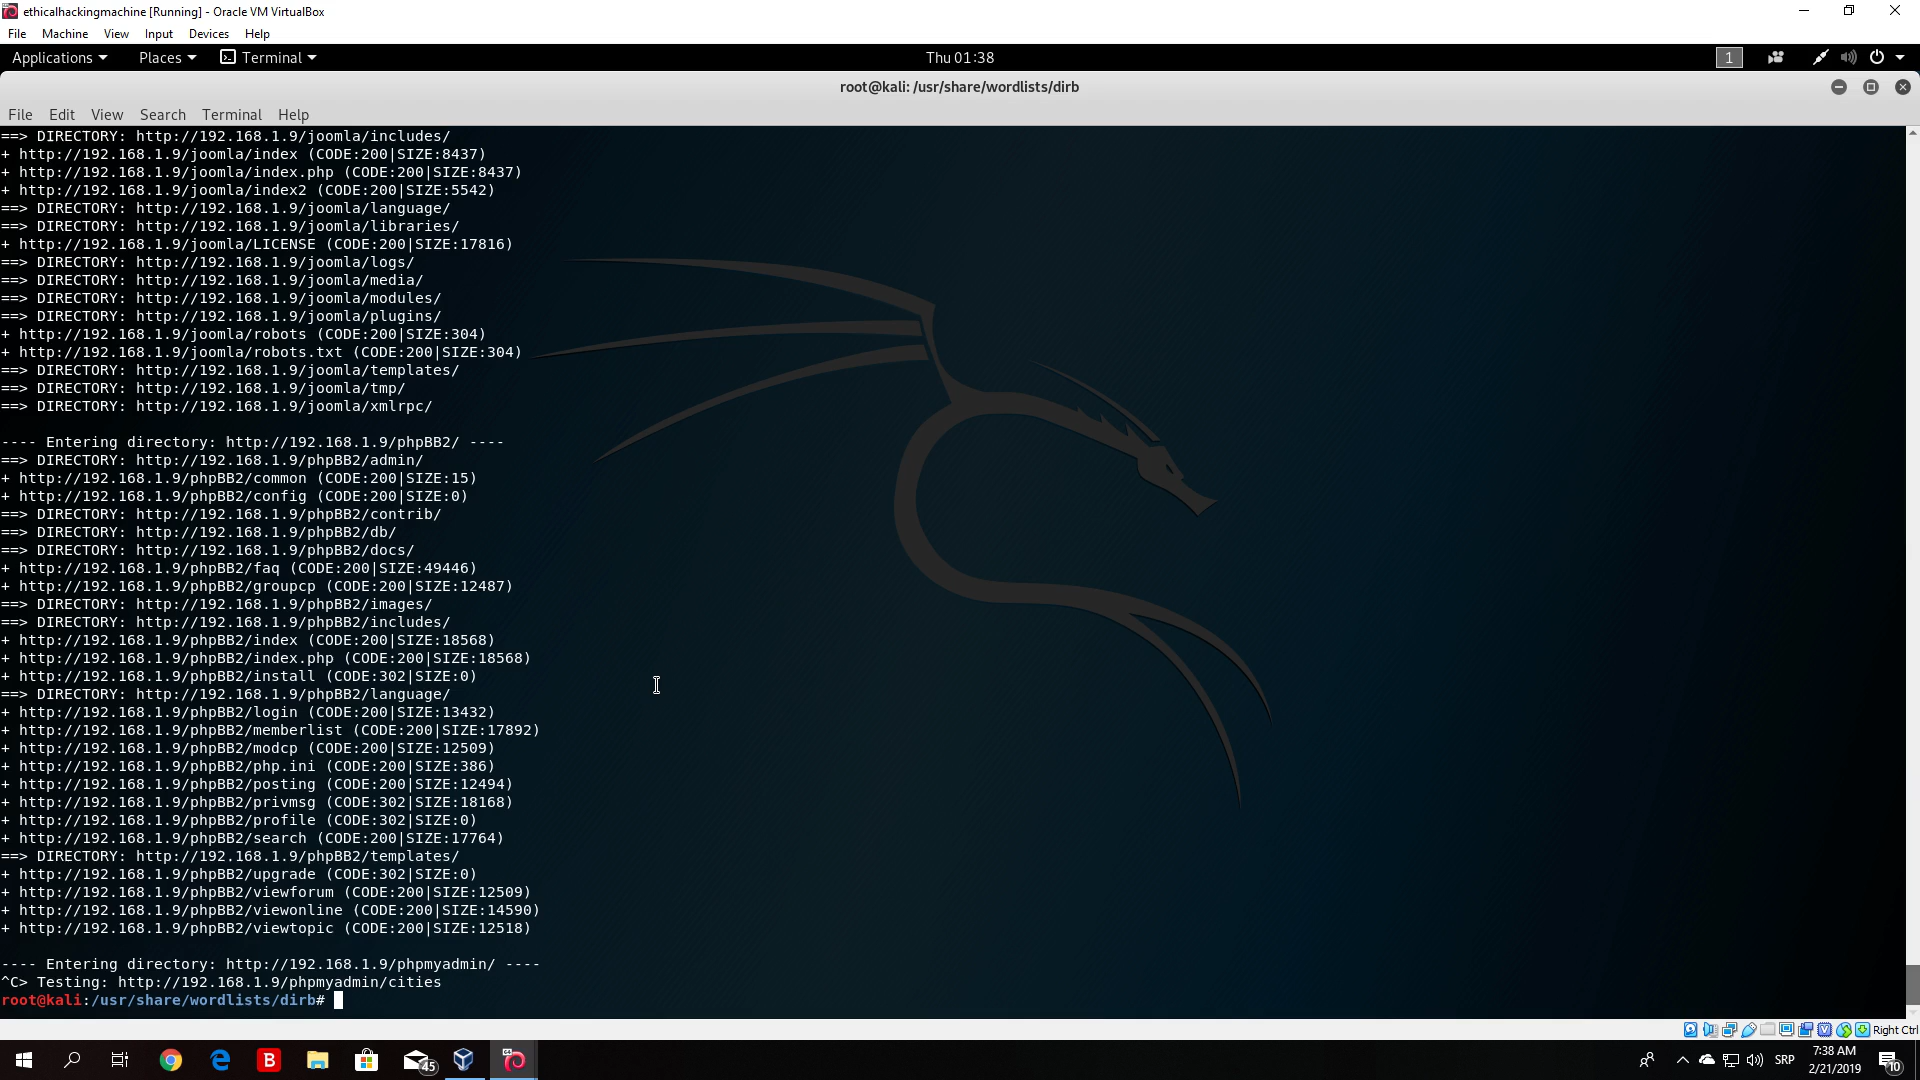 ethicalhackingmachine [Running] - Oracle VM VirtualBox
File Machine View Input Devices Help
Applications Places Terminal Thu 01:38 1
root@kali: /usr/share/wordlists/dirb
File Edit View Search Terminal Help
==> DIRECTORY: http://192.168.1.9/joomla/includes/
+ http://192.168.1.9/joomla/index (CODE:200|SIZE:8437)
+ http://192.168.1.9/joomla/index.php (CODE:200|SIZE:8437)
+ http://192.168.1.9/joomla/index2 (CODE:200|SIZE:5542)
==> DIRECTORY: http://192.168.1.9/joomla/language/
==> DIRECTORY: http://192.168.1.9/joomla/libraries/
+ http://192.168.1.9/joomla/LICENSE (CODE:200|SIZE:17816)
==> DIRECTORY: http://192.168.1.9/joomla/logs/
==> DIRECTORY: http://192.168.1.9/joomla/media/
==> DIRECTORY: http://192.168.1.9/joomla/modules/
==> DIRECTORY: http://192.168.1.9/joomla/plugins/
+ http://192.168.1.9/joomla/robots (CODE:200|SIZE:304)
+ http://192.168.1.9/joomla/robots.txt (CODE:200|SIZE:304)
==> DIRECTORY: http://192.168.1.9/joomla/templates/
==> DIRECTORY: http://192.168.1.9/joomla/tmp/
==> DIRECTORY: http://192.168.1.9/joomla/xmlrpc/
---- Entering directory: http://192.168.1.9/phpBB2/ ----
==> DIRECTORY: http://192.168.1.9/phpBB2/admin/
+ http://192.168.1.9/phpBB2/common (CODE:200|SIZE:15)
+ http://192.168.1.9/phpBB2/config (CODE:200|SIZE:0)
==> DIRECTORY: http://192.168.1.9/phpBB2/contrib/
==> DIRECTORY: http://192.168.1.9/phpBB2/db/
==> DIRECTORY: http://192.168.1.9/phpBB2/docs/
+ http://192.168.1.9/phpBB2/faq (CODE:200|SIZE:49446)
+ http://192.168.1.9/phpBB2/groupcp (CODE:200|SIZE:12487)
==> DIRECTORY: http://192.168.1.9/phpBB2/images/
==> DIRECTORY: http://192.168.1.9/phpBB2/includes/
+ http://192.168.1.9/phpBB2/index (CODE:200|SIZE:18568)
+ http://192.168.1.9/phpBB2/index.php (CODE:200|SIZE:18568)
+ http://192.168.1.9/phpBB2/install (CODE:302|SIZE:0)
==> DIRECTORY: http://192.168.1.9/phpBB2/language/
+ http://192.168.1.9/phpBB2/login (CODE:200|SIZE:13432)
+ http://192.168.1.9/phpBB2/memberlist (CODE:200|SIZE:17892)
+ http://192.168.1.9/phpBB2/modcp (CODE:200|SIZE:12509)
+ http://192.168.1.9/phpBB2/php.ini (CODE:200|SIZE:386)
+ http://192.168.1.9/phpBB2/posting (CODE:200|SIZE:12494)
+ http://192.168.1.9/phpBB2/privmsg (CODE:302|SIZE:18168)
+ http://192.168.1.9/phpBB2/profile (CODE:302|SIZE:0)
+ http://192.168.1.9/phpBB2/search (CODE:200|SIZE:17764)
==> DIRECTORY: http://192.168.1.9/phpBB2/templates/
+ http://192.168.1.9/phpBB2/upgrade (CODE:302|SIZE:0)
+ http://192.168.1.9/phpBB2/viewforum (CODE:200|SIZE:12509)
+ http://192.168.1.9/phpBB2/viewonline (CODE:200|SIZE:14590)
+ http://192.168.1.9/phpBB2/viewtopic (CODE:200|SIZE:12518)
---- Entering directory: http://192.168.1.9/phpmyadmin/ ----
^C> Testing: http://192.168.1.9/phpmyadmin/cities
root@kali:/usr/share/wordlists/dirb#
Right Ctrl
B 45 SRP 7:38 AM
2/21/2019 10